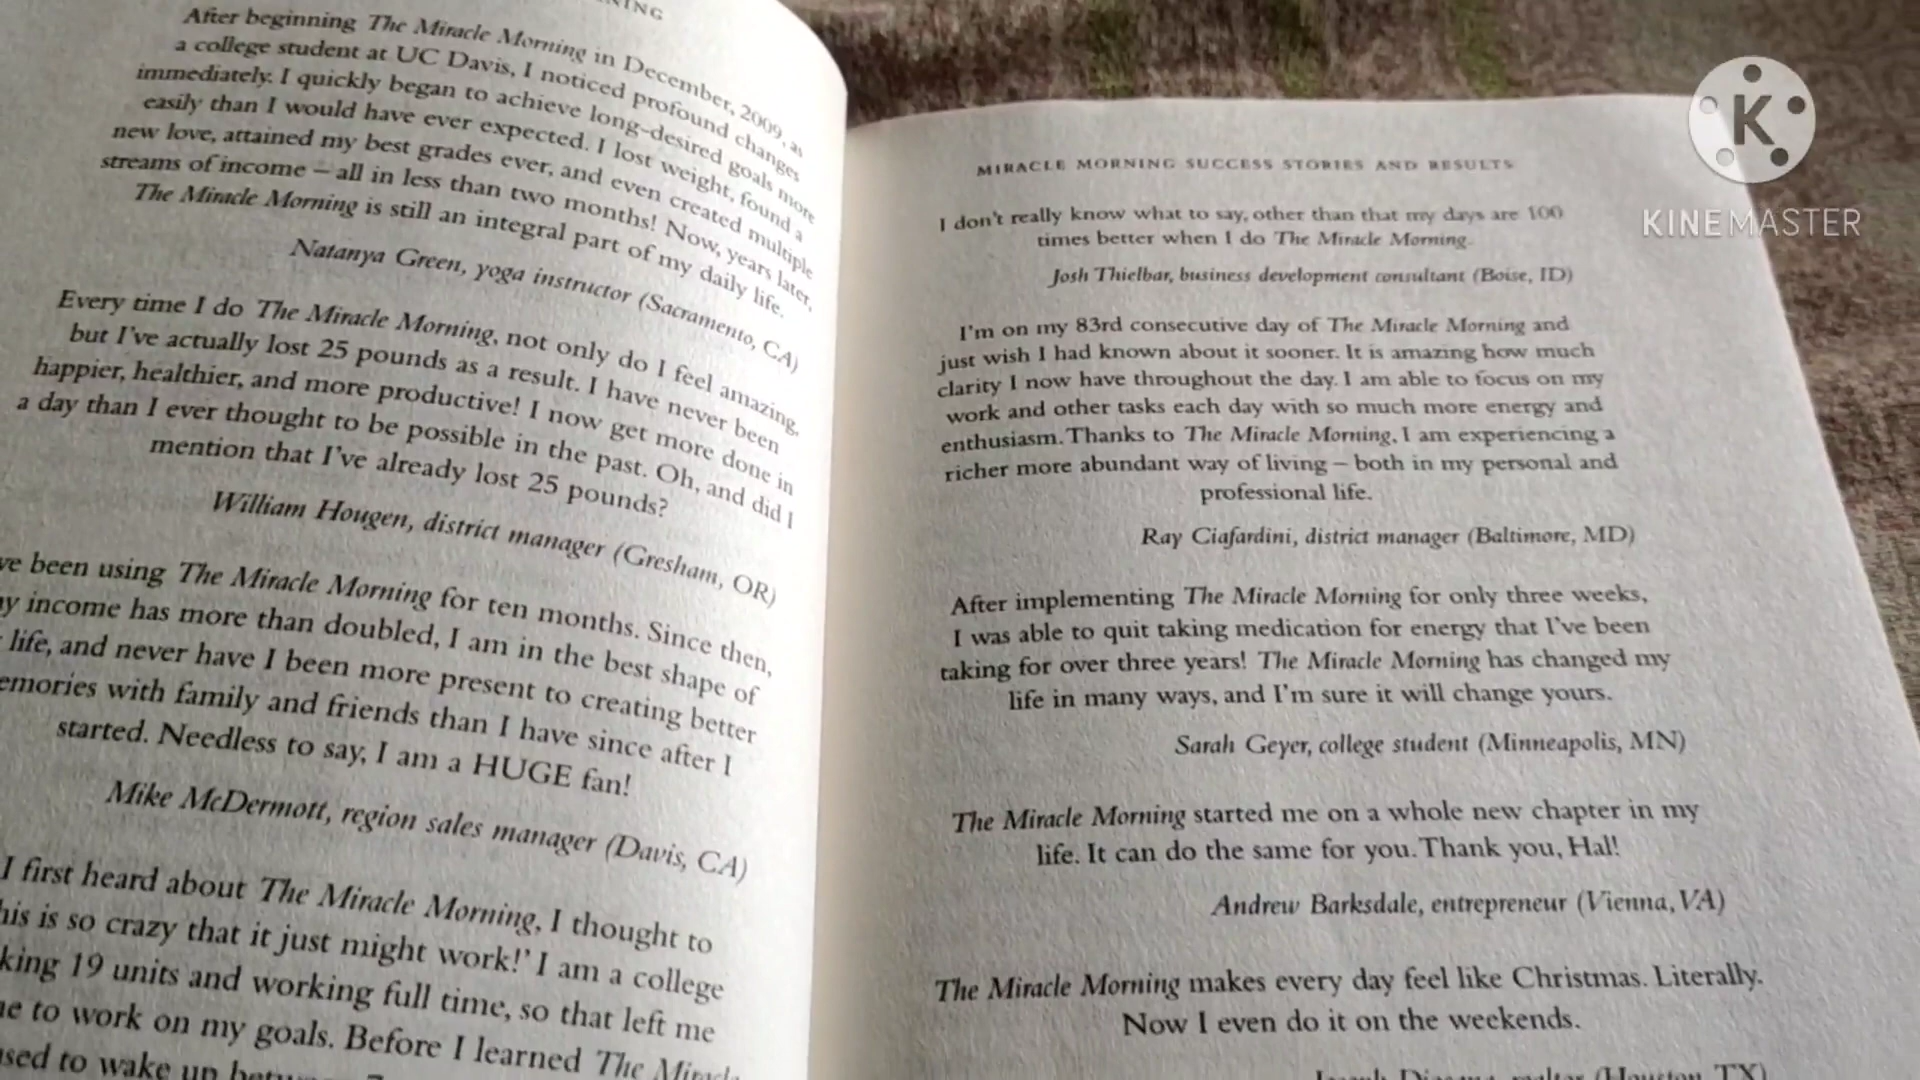 NING
After beginning The Miracle Morning in December, 2009, as
a college student at UC Davis, I noticed profound changes
immediately. I quickly began to achieve long-desired goals more
easily than I would have ever expected. I lost weight, found a
new love, attained my best grades ever, and even created multiple
streams of income – all in less than two months! Now, years later,
The Miracle Morning is still an integral part of my daily life.
Natanya Green, yoga instructor (Sacramento, CA)
Every time I do The Miracle Morning, not only do I feel amazing,
but I've actually lost 25 pounds as a result. I have never been
happier, healthier, and more productive! I now get more done in
a day than I ever thought to be possible in the past. Oh, and did I
mention that I've already lost 25 pounds?
William Hougen, district manager (Gresham, OR)
ve been using The Miracle Morning for ten months. Since then,
y income has more than doubled, I am in the best shape of
life, and never have I been more present to creating better
emories with family and friends than I have since after I
started. Needless to say, I am a HUGE fan!
Mike McDermott, region sales manager (Davis, CA)
I first heard about The Miracle Morning, I thought to
his is so crazy that it just might work!' I am a college
king 19 units and working full time, so that left me
e to work on my goals. Before I learned The Miracle
used to wake up
MIRACLE MORNING SUCCESS STORIES AND RESULTS
I don't really know what to say, other than that my days are 100
times better when I do The Miracle Morning.
Josh Thielbar, business development consultant (Boise, ID)
I'm on my 83rd consecutive day of The Miracle Morning and
just wish I had known about it sooner. It is amazing how much
clarity I now have throughout the day. I am able to focus on my
work and other tasks each day with so much more energy and
enthusiasm. Thanks to The Miracle Morning, I am experiencing a
richer more abundant way of living – both in my personal and
professional life.
Ray Ciafardini, district manager (Baltimore, MD)
After implementing The Miracle Morning for only three weeks,
I was able to quit taking medication for energy that I've been
taking for over three years! The Miracle Morning has changed my
life in many ways, and I'm sure it will change yours.
Sarah Geyer, college student (Minneapolis, MN)
The Miracle Morning started me on a whole new chapter in my
life. It can do the same for you. Thank you, Hal!
Andrew Barksdale, entrepreneur (Vienna, VA)
The Miracle Morning makes every day feel like Christmas. Literally.
Now I even do it on the weekends.
Joseph realtor (Houston, TX)
K
KINEMASTER